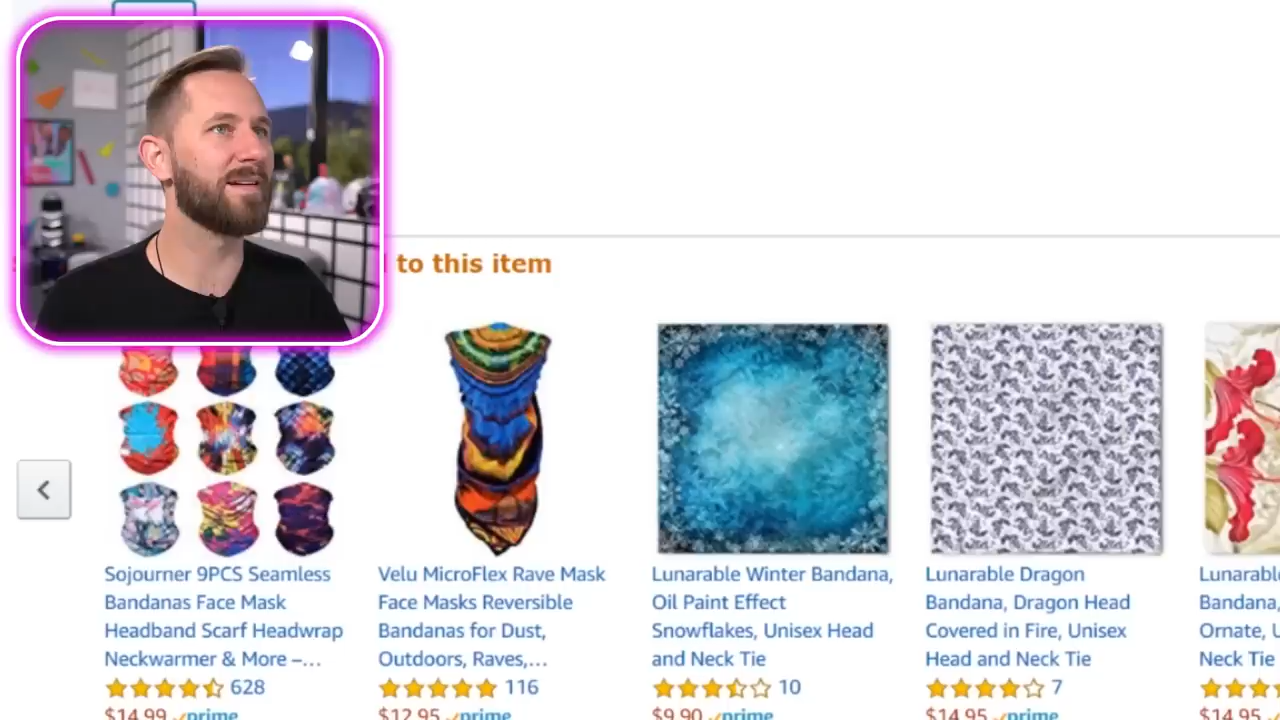 to this item
Sojourner 9PCS Seamless
Bandanas Face Mask
Headband Scarf Headwrap
Neckwarmer & More –...
628
$14.99 prime
Velu MicroFlex Rave Mask
Face Masks Reversible
Bandanas for Dust,
Outdoors, Raves,...
116
$12.95 prime
Lunarable Winter Bandana,
Oil Paint Effect
Snowflakes, Unisex Head
and Neck Tie
10
$9.90 prime
Lunarable Dragon
Bandana, Dragon Head
Covered in Fire, Unisex
Head and Neck Tie
7
$14.95 prime
Lunarabl
Bandana,
Ornate, U
Neck Tie
$14.95